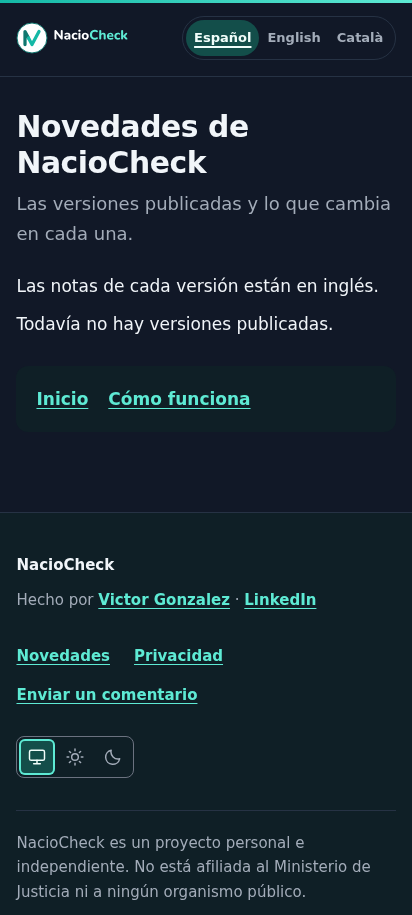 NacioCheck
Español English Català
Novedades de
NacioCheck
Las versiones publicadas y lo que cambia
en cada una.
Las notas de cada versión están en inglés.
Todavía no hay versiones publicadas.
Inicio Cómo funciona
NacioCheck
Hecho por Victor Gonzalez · LinkedIn
Novedades Privacidad
Enviar un comentario
NacioCheck es un proyecto personal e
independiente. No está afiliada al Ministerio de
Justicia ni a ningún organismo público.